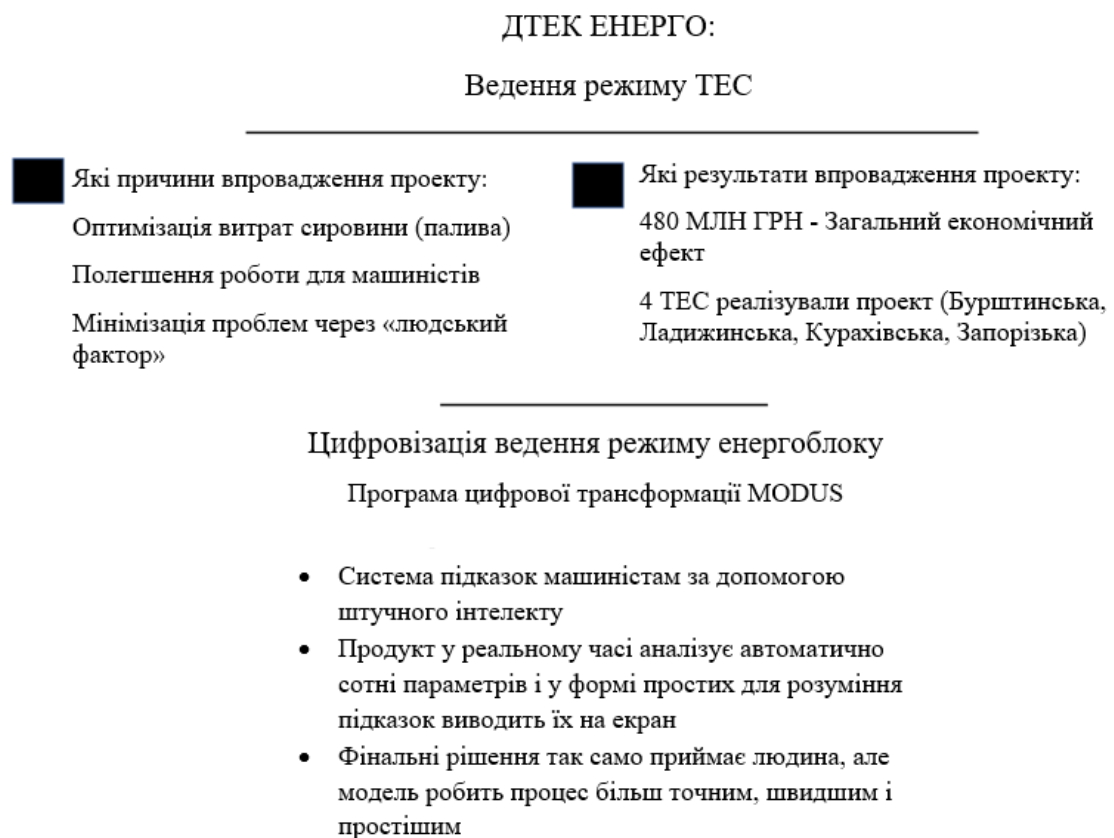 ДТЕК ЕНЕРГО:
Ведення режиму ТЕС
Які причини впровадження проекту:
Оптимізація витрат сировини (палива)
Полегшення роботи для машиністів
Мінімізація проблем через «людський
фактор»
Які результати впровадження проекту:
480 МЛН ГРН - Загальний економічний
ефект
4 ТЕС реалізували проект (Бурштинська,
Ладижинська, Курахівська, Запорізька)
Цифровізація ведення режиму енергоблоку
Програма цифрової трансформації MODUS
• Система підказок машиністам за допомогою
штучного інтелекту
• Продукт у реальному часі аналізує автоматично
сотні параметрів і у формі простих для розуміння
підказок виводить їх на екран
• Фінальні рішення так само приймає людина, але
модель робить процес більш точним, швидшим і
простішим